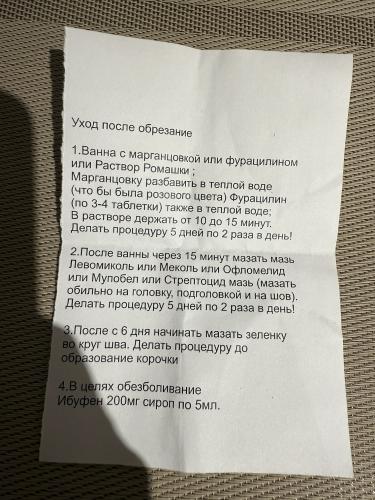 Уход после обрезание
1.Ванна с марганцовкой или фурацилином
или Раствор Ромашки ;
Марганцовку разбавить в теплой воде
(что бы была розового цвета) Фурацилин
(по 3-4 таблетки) также в теплой воде;
В растворе держать от 10 до 15 минут.
Делать процедуру 5 дней по 2 раза в день!
2.После ванны через 15 минут мазать мазь
Левомиколь или Меколь или Офломелид
или Мупобел или Стрептоцид мазь (мазать
обильно на головку, подголовкой и на шов).
Делать процедуру 5 дней по 2 раза в день!
3.После с 6 дня начинать мазать зеленку
во круг шва. Делать процедуру до
образование корочки
4.В целях обезболивание
Ибуфен 200мг сироп по 5мл.